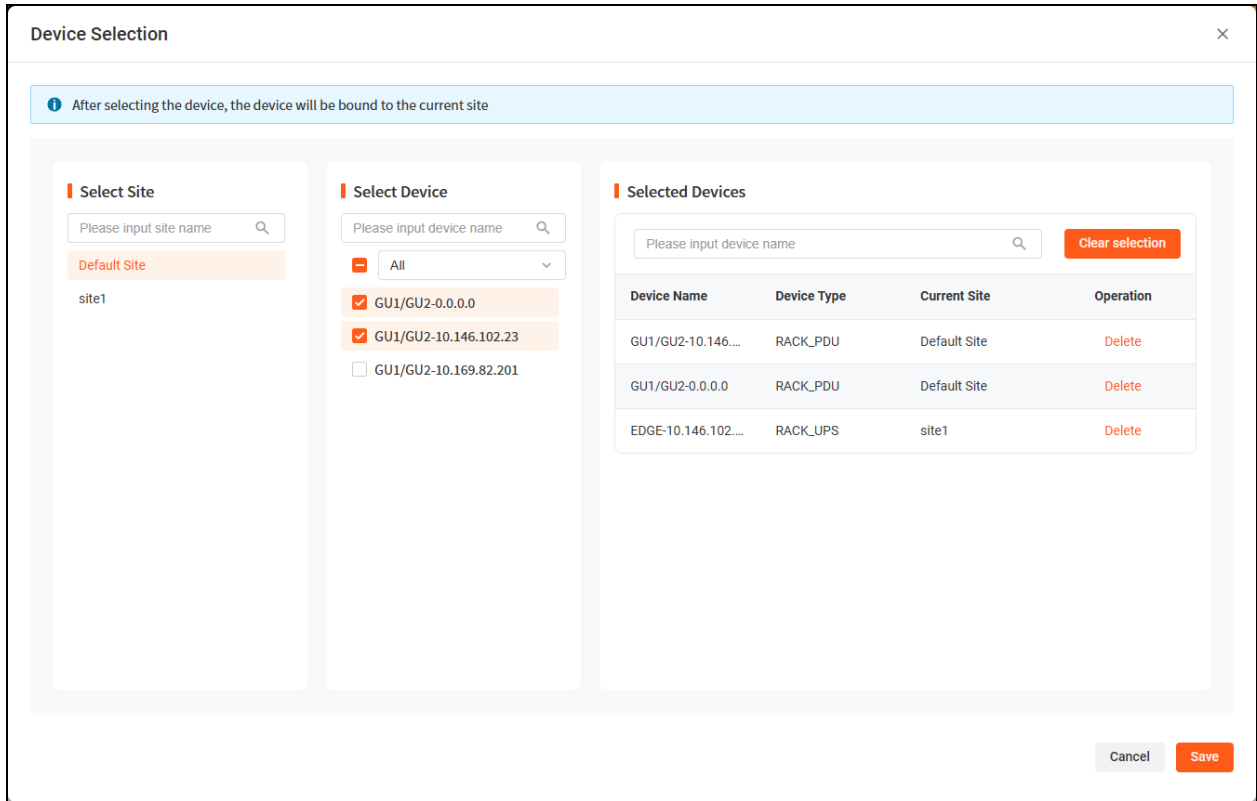 Device Selection
After selecting the device, the device will be bound to the current site
Select Site
Please input site name
Default Site
site1
Select Device
Please input device name
All
GU1/GU2-0.0.0.0
GU1/GU2-10.146.102.23
GU1/GU2-10.169.82.201
Selected Devices
Please input device name
Clear selection
Device Name Device Type Current Site Operation
GU1/GU2-10.146.... RACK_PDU Default Site Delete
GU1/GU2-0.0.0.0 RACK_PDU Default Site Delete
EDGE-10.146.102.... RACK_UPS site1 Delete
Cancel Save